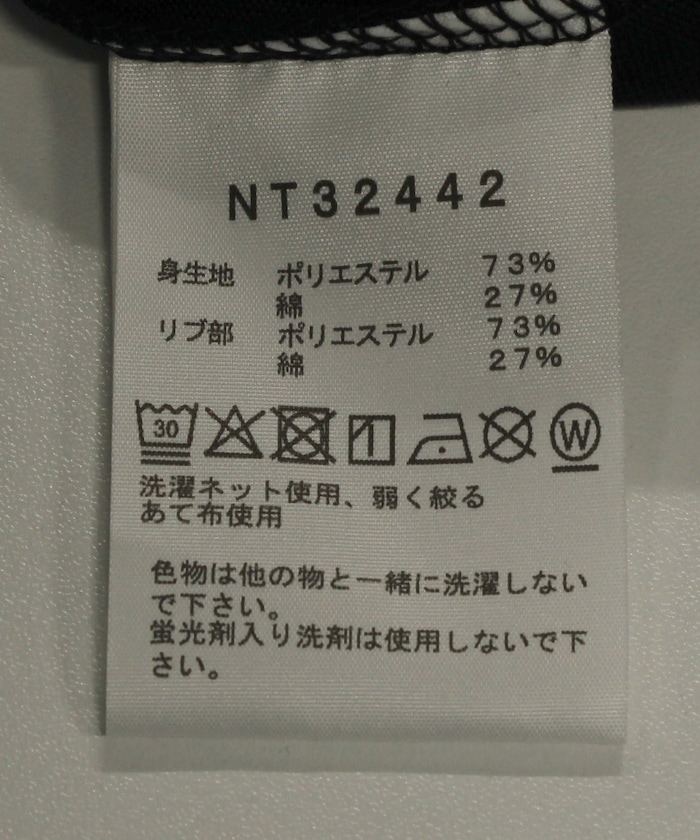 NT32442
身生地 ポリエステル 73%
綿 27%
リブ部 ポリエステル 73%
綿 27%
30 W
洗濯ネット使用、弱く絞る
あて布使用
色物は他の物と一緒に洗濯しない
で下さい。
蛍光剤入り洗剤は使用しないで下
さい。